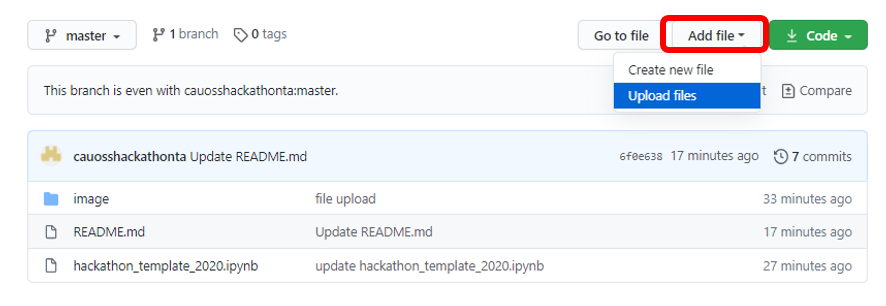 master 1 branch 0 tags Go to file Add file Code
Create new file
Upload files
This branch is even with cauosshackathonta:master. t Compare
cauosshackathonta Update README.md 6f0e638 17 minutes ago 7 commits
image file upload 33 minutes ago
README.md Update README.md 17 minutes ago
hackathon_template_2020.ipynb update hackathon_template_2020.ipynb 27 minutes ago